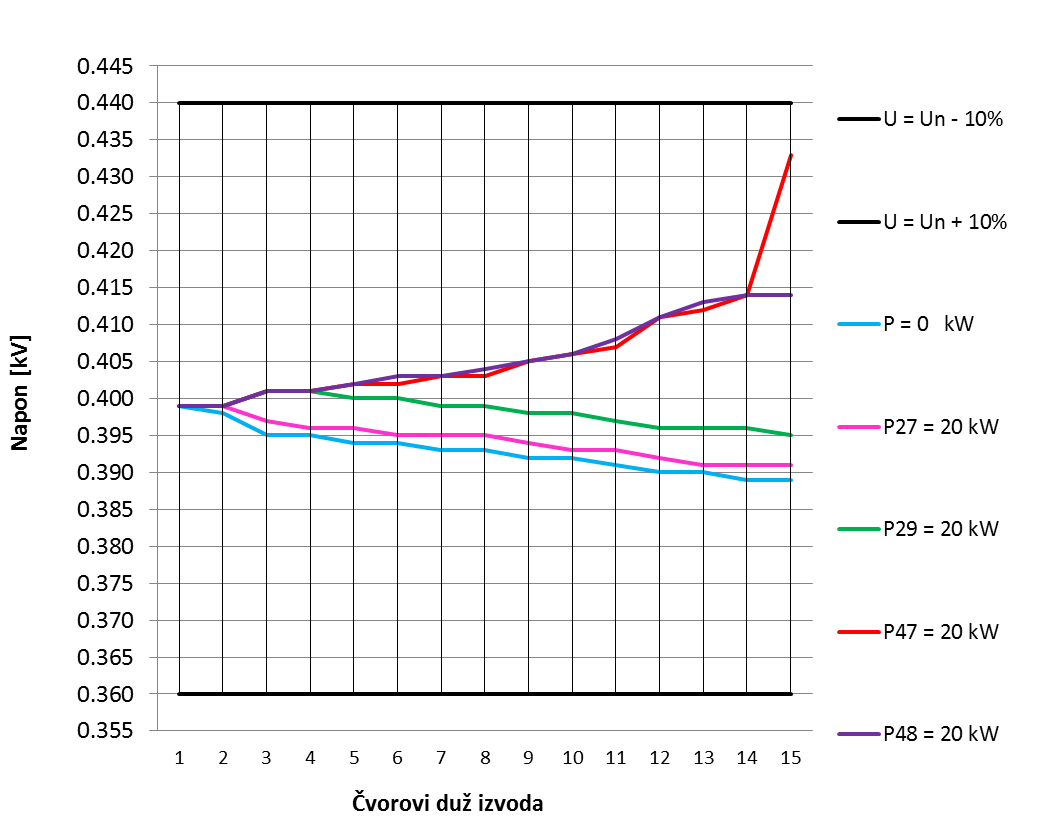 0.445
0.440
0.435
0.430
0.425
0.420
0.415
0.410
0.405
0.400
0.395
0.390
0.385
0.380
0.375
0.370
0.365
0.360
0.355
Napon [kV]
1 2 3 4 5 6 7 8 9 10 11 12 13 14 15
Čvorovi duž izvoda
U = Un - 10%
U = Un + 10%
P = 0 kW
P27 = 20 kW
P29 = 20 kW
P47 = 20 kW
P48 = 20 kW